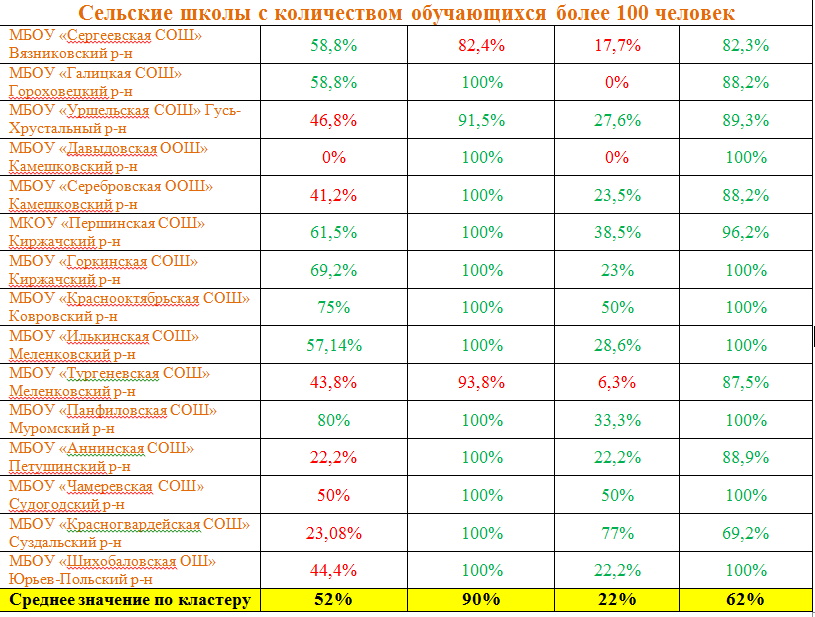 Сельские школы с количеством обучающихся более 100 человек
МБОУ «Сергеевская СОШ»
Вязниковский р-н
58,8% 82,4% 17,7% 82,3%
МБОУ «Галицкая СОШ»
Гороховецкий р-н
58,8% 100% 0% 88,2%
МБОУ «Уршельская СОШ» Гусь-
Хрустальный р-н
46,8% 91,5% 27,6% 89,3%
МБОУ «Давыдовская ООШ»
Камешковский р-н
0% 100% 0% 100%
МБОУ «Серебровская ООШ»
Камешковский р-н
41,2% 100% 23,5% 88,2%
МКОУ «Першинская СОШ»
Киржачский р-н
61,5% 100% 38,5% 96,2%
МБОУ «Горкинская СОШ»
Киржачский р-н
69,2% 100% 23% 100%
МБОУ «Краснооктябрьская СОШ»
Ковровский р-н
75% 100% 50% 100%
МБОУ «Илькинская СОШ»
Меленковский р-н
57,14% 100% 28,6% 100%
МБОУ «Тургеневская СОШ»
Меленковский р-н
43,8% 93,8% 6,3% 87,5%
МБОУ «Панфиловская СОШ»
Муромский р-н
80% 100% 33,3% 100%
МБОУ «Аннинская СОШ»
Петушинский р-н
22,2% 100% 22,2% 88,9%
МБОУ «Чамеревская СОШ»
Судогодский р-н
50% 100% 50% 100%
МБОУ «Красногвардейская СОШ»
Суздальский р-н
23,08% 100% 77% 69,2%
МБОУ «Шихобаловская ОШ»
Юрьев-Польский р-н
44,4% 100% 22,2% 100%
Среднее значение по кластеру 52% 90% 22% 62%